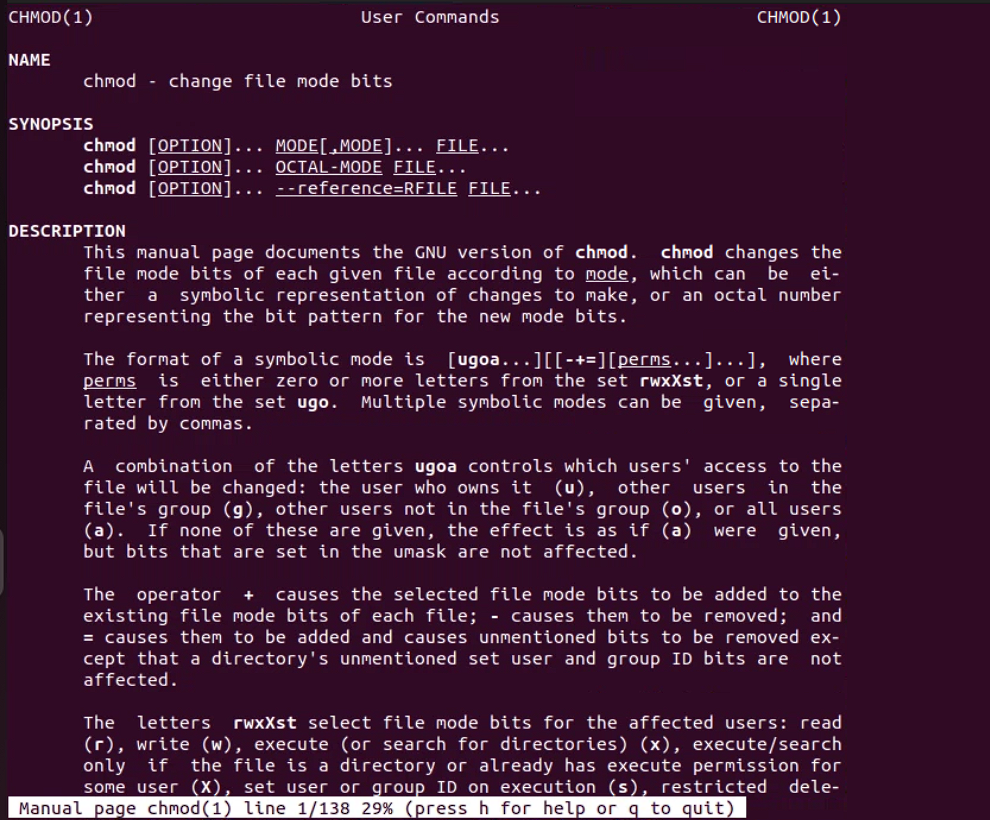 CHMOD(1) User Commands CHMOD(1)
NAME
chmod - change file mode bits
SYNOPSIS
chmod [OPTION]... MODE[,MODE]... FILE...
chmod [OPTION]... OCTAL-MODE FILE...
chmod [OPTION]... --reference=RFILE FILE...
DESCRIPTION
This manual page documents the GNU version of chmod. chmod changes the
file mode bits of each given file according to mode, which can be ei-
ther a symbolic representation of changes to make, or an octal number
representing the bit pattern for the new mode bits.
The format of a symbolic mode is [ugoa...][[-+=][perms...]...], where
perms is either zero or more letters from the set rwxXst, or a single
letter from the set ugo. Multiple symbolic modes can be given, sepa-
rated by commas.
A combination of the letters ugoa controls which users' access to the
file will be changed: the user who owns it (u), other users in the
file's group (g), other users not in the file's group (o), or all users
(a). If none of these are given, the effect is as if (a) were given,
but bits that are set in the umask are not affected.
The operator + causes the selected file mode bits to be added to the
existing file mode bits of each file; - causes them to be removed; and
= causes them to be added and causes unmentioned bits to be removed ex-
cept that a directory's unmentioned set user and group ID bits are not
affected.
The letters rwxXst select file mode bits for the affected users: read
(r), write (w), execute (or search for directories) (x), execute/search
only if the file is a directory or already has execute permission for
some user (X), set user or group ID on execution (s), restricted dele-
Manual page chmod(1) line 1/138 29% (press h for help or q to quit)